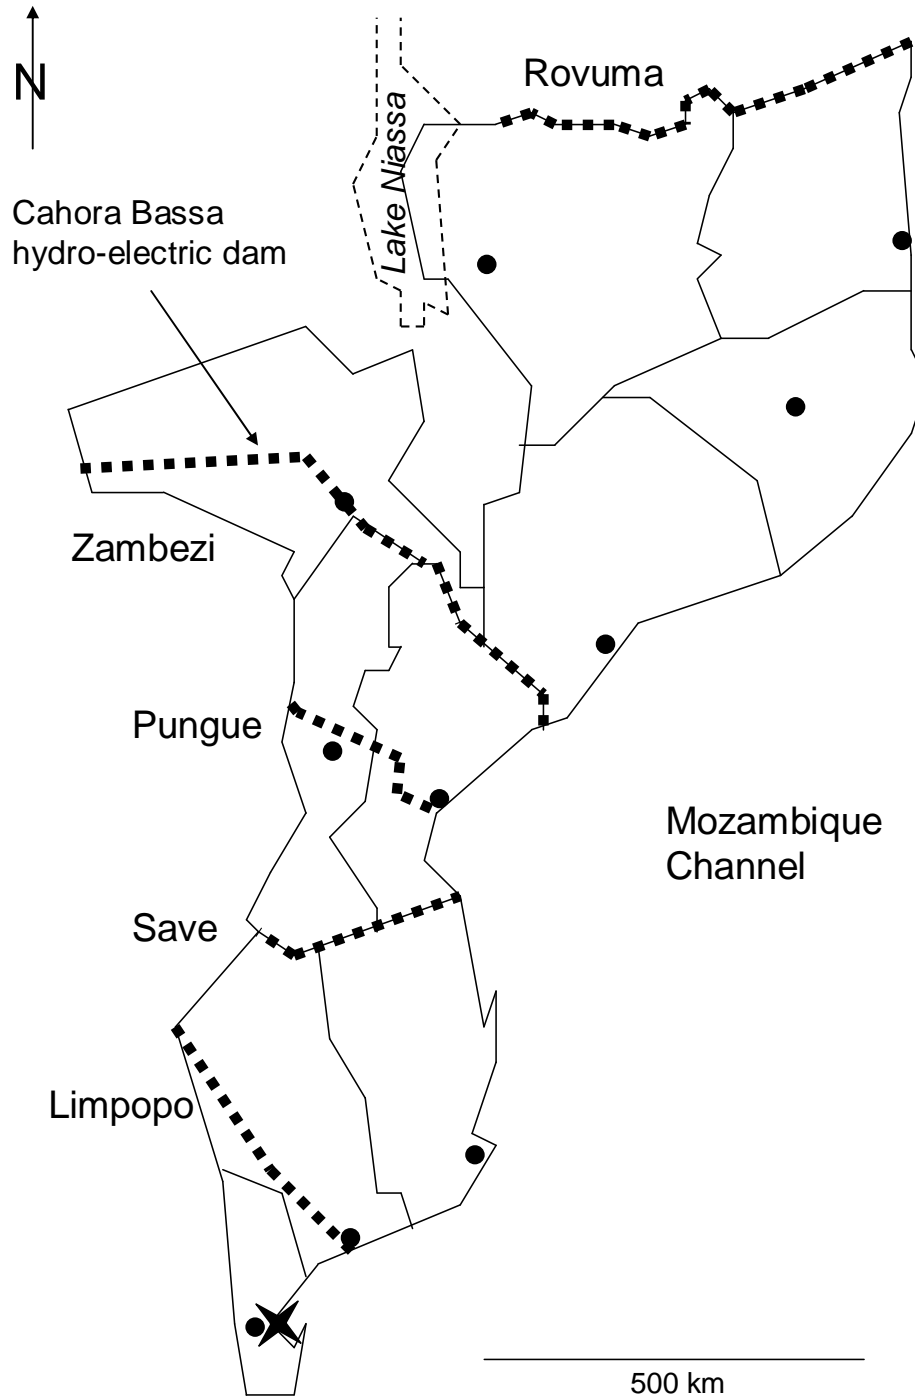 N
Rovuma
Lake Niassa
Cahora Bassa
hydro-electric dam
Zambezi
Pungue
Mozambique
Channel
Save
Limpopo
500 km